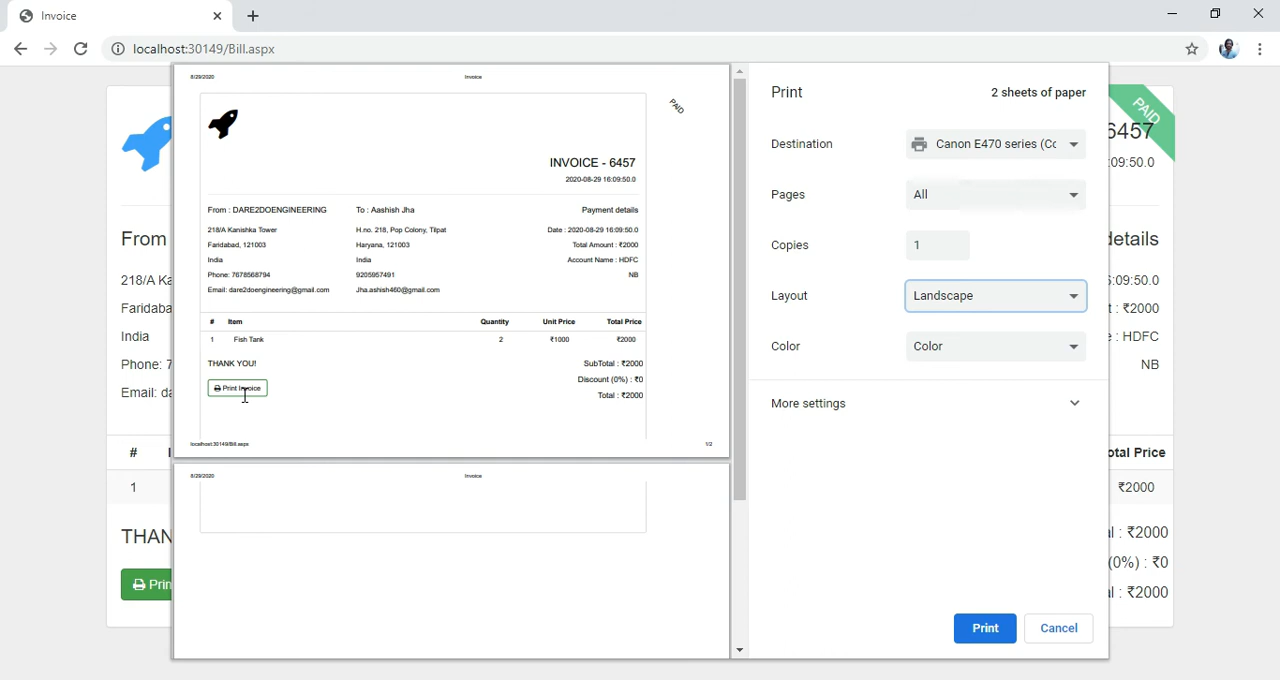 Invoice
localhost:30149/Bill.aspx
8/29/2020
Invoice
PAID
INVOICE - 6457
2020-08-29 16:09:50.0
From : DARE2DOENGINEERING
To : Aashish Jha
Payment details
218/A Kanishka Tower
H.no. 218, Pop Colony, Tilpat
Date : 2020-08-29 16:09:50.0
Faridabad, 121003
Haryana, 121003
Total Amount : ₹2000
India
India
Account Name : HDFC
Phone: 7678568794
9205957491
NB
Email: dare2doengineering@gmail.com
Jha.ashish460@gmail.com
# Item Quantity Unit Price Total Price
1 Fish Tank 2 ₹1000 ₹2000
THANK YOU!
SubTotal : ₹2000
Print Invoice
Discount (0%) : ₹0
Total : ₹2000
localhost:30149/Bill.aspx
1/2
8/29/2020
Invoice
Print
2 sheets of paper
Destination
Canon E470 series (Cc
Pages
All
Copies
1
Layout
Landscape
Color
Color
More settings
Print
Cancel
From
218/A Ka
Faridaba
India
Phone: 7
Email: da
#
1
THAN
Prin
PAID
6457
:09:50.0
details
5:09:50.0
t : ₹2000
e : HDFC
NB
otal Price
₹2000
al : ₹2000
(0%) : ₹0
al : ₹2000